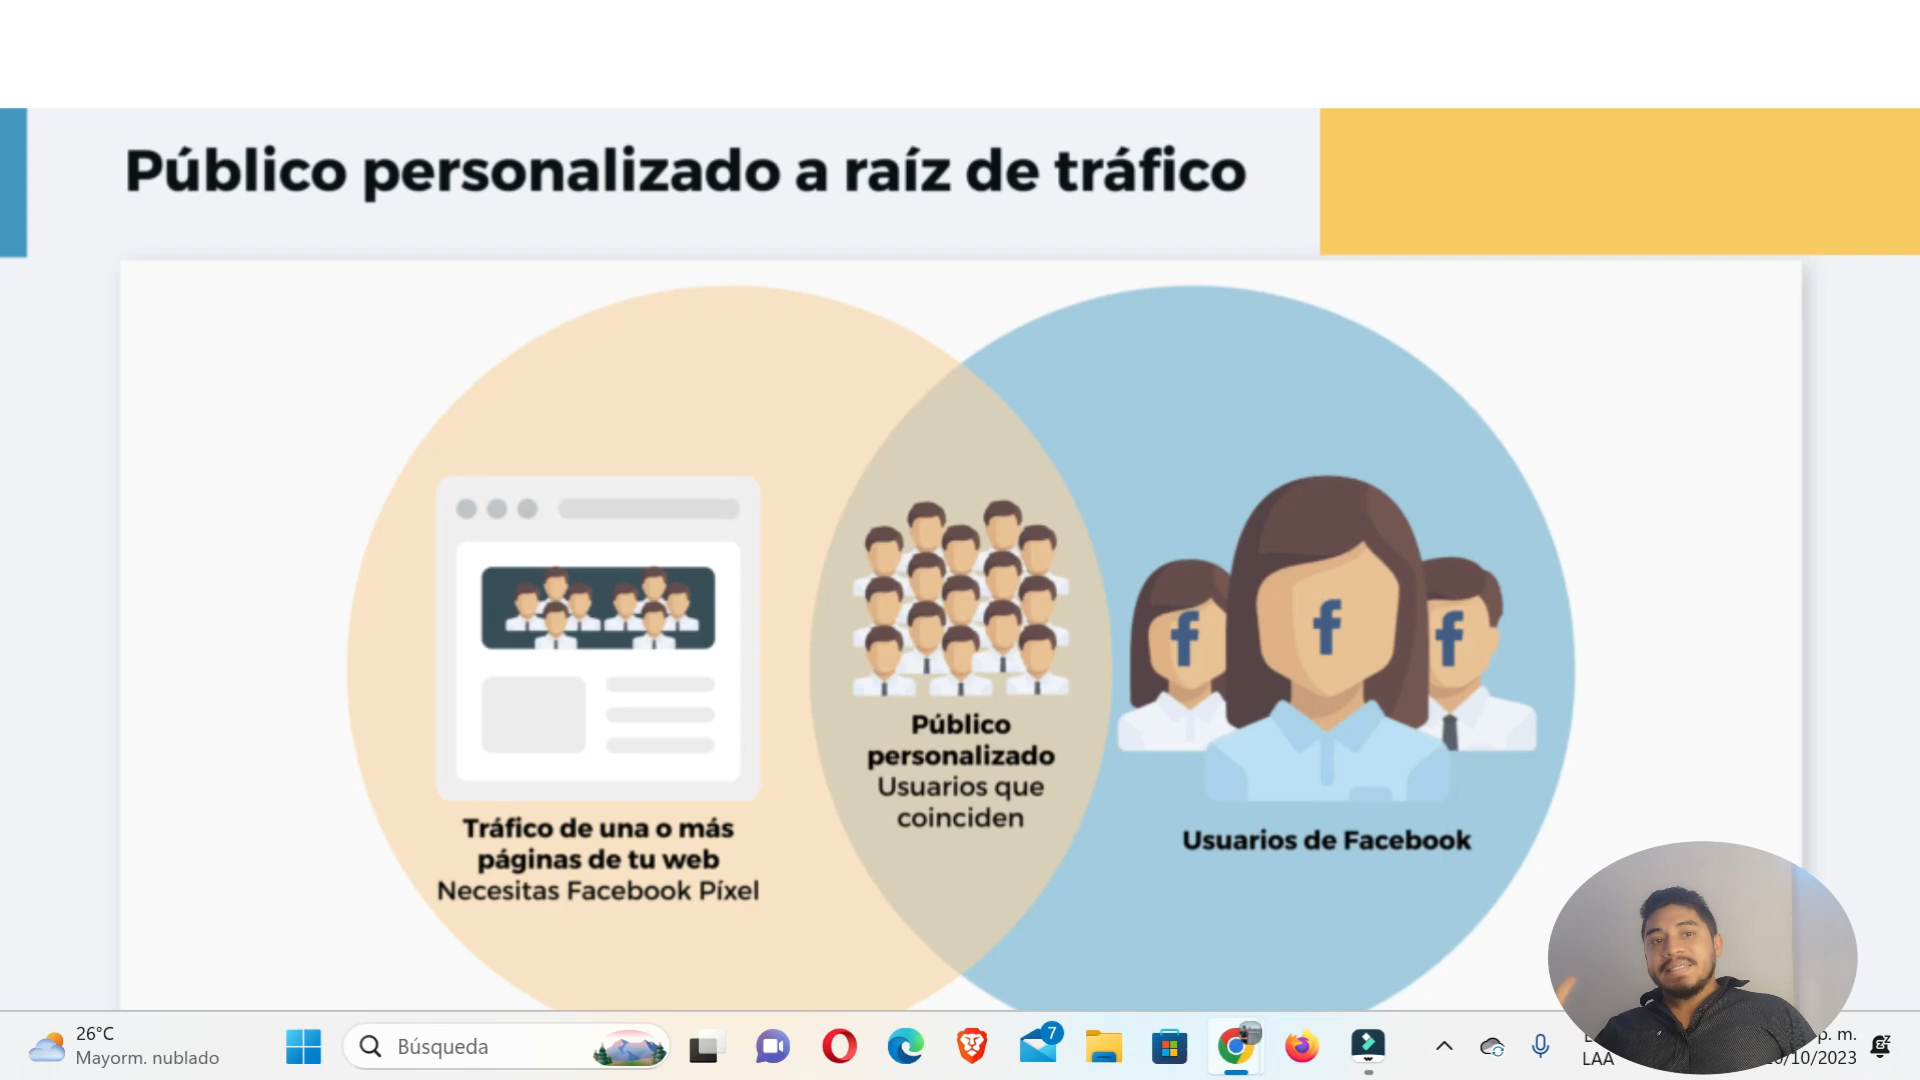 Público personalizado a raíz de tráfico
Público
personalizado
Usuarios que
coinciden
Tráfico de una o más
páginas de tu web
Necesitas Facebook Píxel
Usuarios de Facebook
26°C
Mayorm. nublado
Búsqueda
7
LAA
p. m.
/10/2023